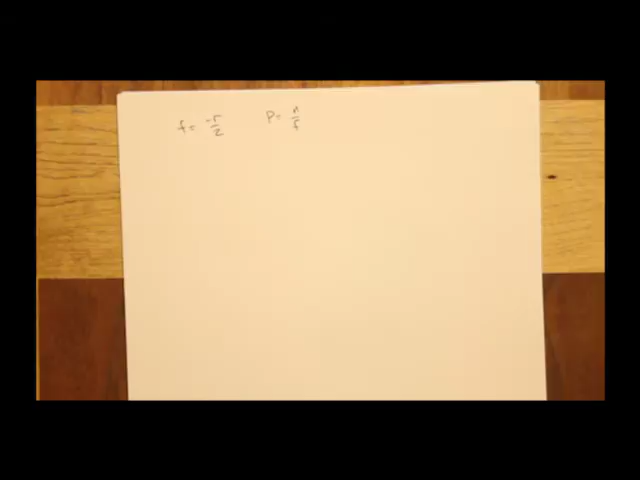 f = -r/2 P = n/f